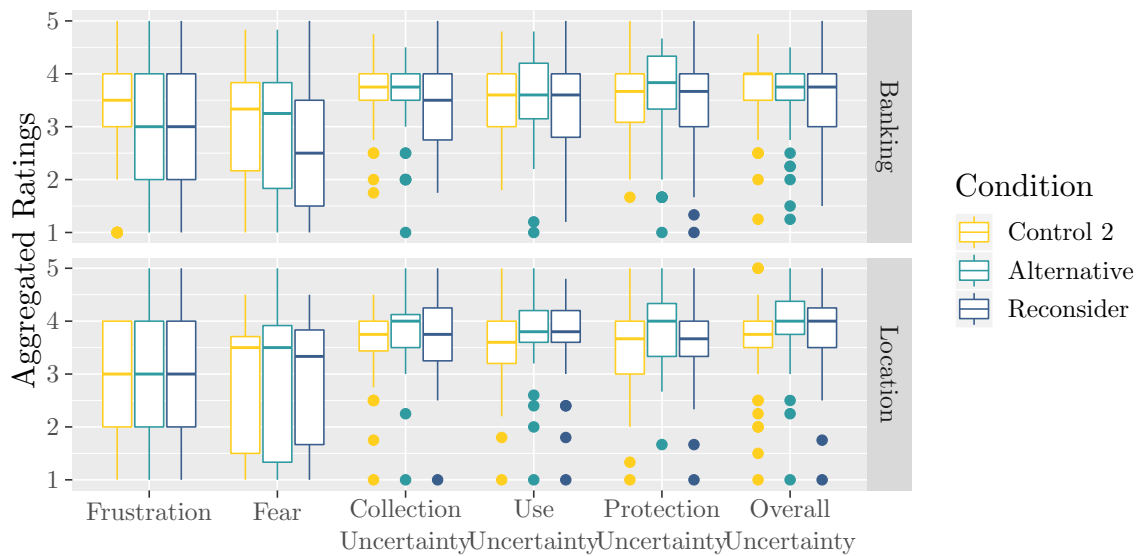 Aggregated Ratings
5
4
3
2
1
Banking
5
4
3
2
1
Location
Frustration
Fear
Collection
Uncertainty
Use
Uncertainty
Protection
Uncertainty
Overall
Uncertainty
Condition
Control 2
Alternative
Reconsider